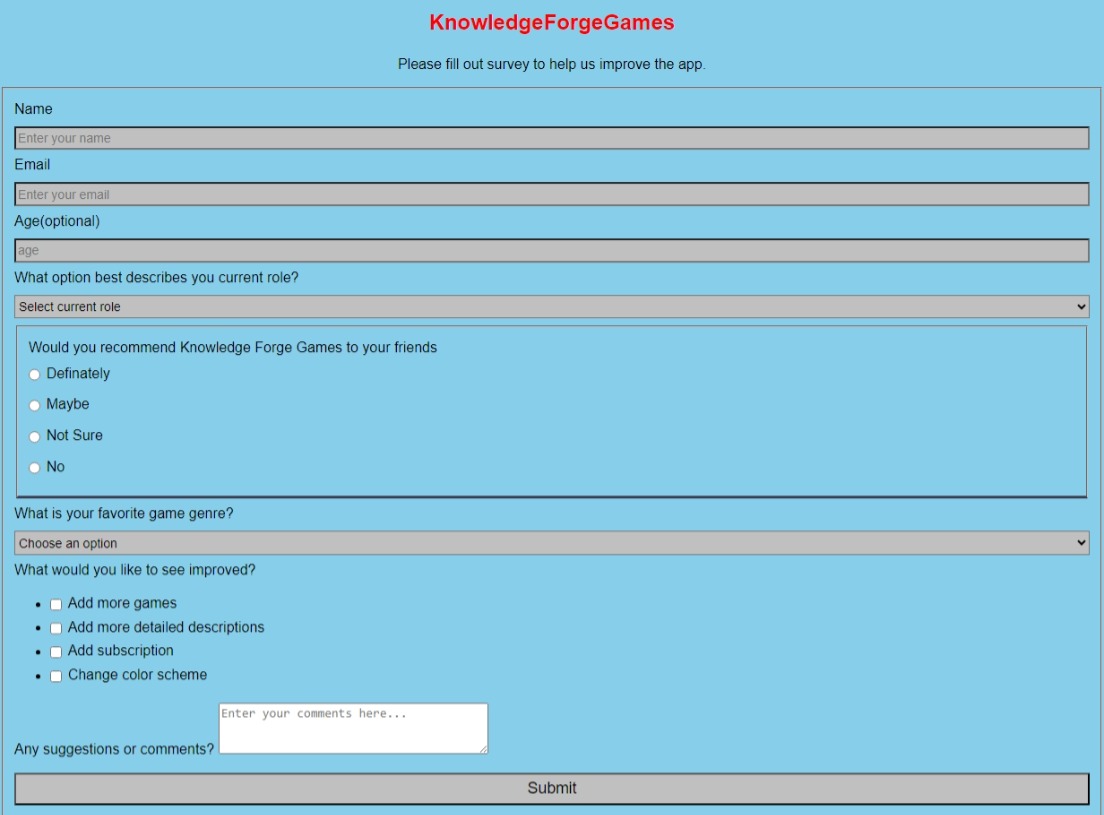 KnowledgeForgeGames
Please fill out survey to help us improve the app.
Name
Enter your name
Email
Enter your email
Age(optional)
age
What option best describes you current role?
Select current role
Would you recommend Knowledge Forge Games to your friends
Definately
Maybe
Not Sure
No
What is your favorite game genre?
Choose an option
What would you like to see improved?
Add more games
Add more detailed descriptions
Add subscription
Change color scheme
Enter your comments here...
Any suggestions or comments?
Submit